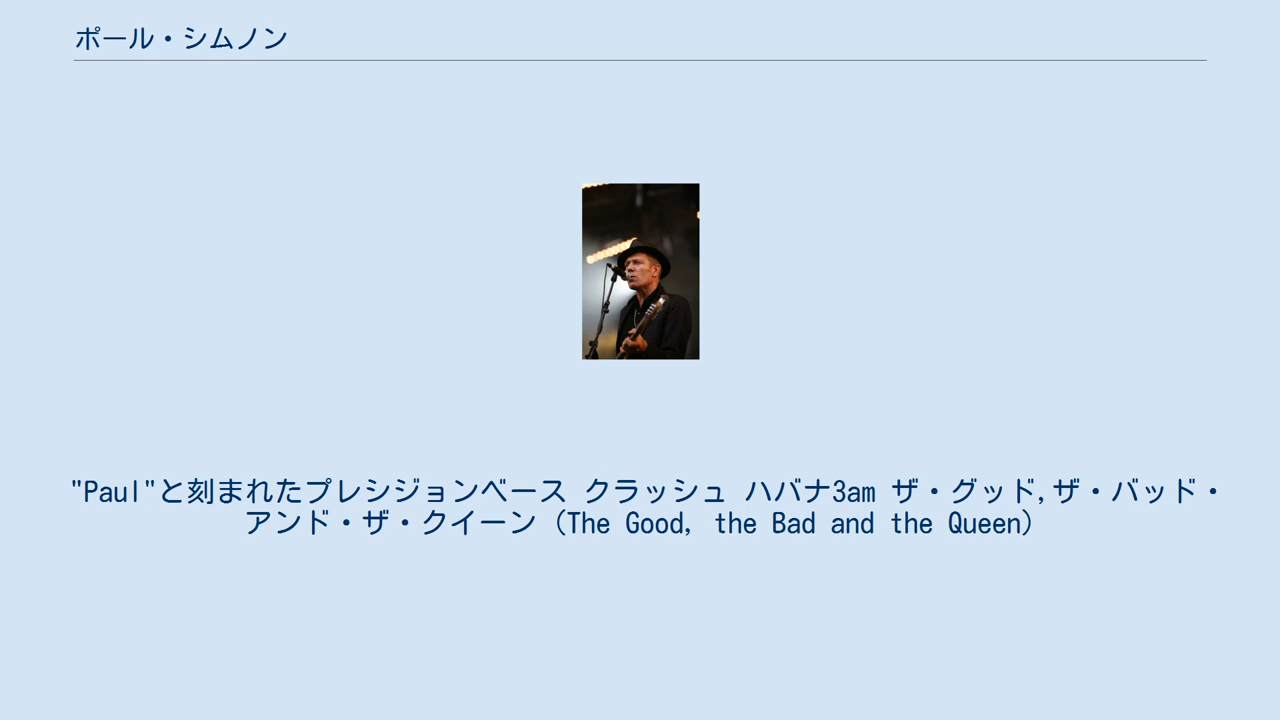 ポール・シムノン
"Paul"と刻まれたプレシジョンベース クラッシュ ハバナ3am ザ・グッド,ザ・バッド・
アンド・ザ・クイーン (The Good, the Bad and the Queen)